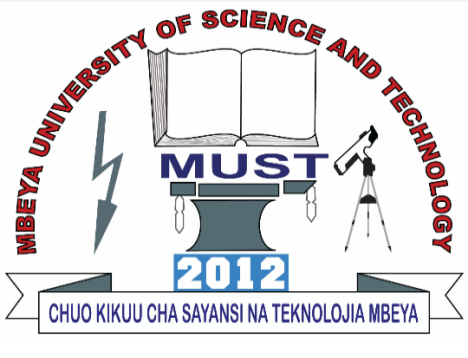 MBEYA UNIVERSITY OF SCIENCE AND TECHNOLOGY
MUST
2012
CHUO KIKUU CHA SAYANSI NA TEKNOLOJIA MBEYA